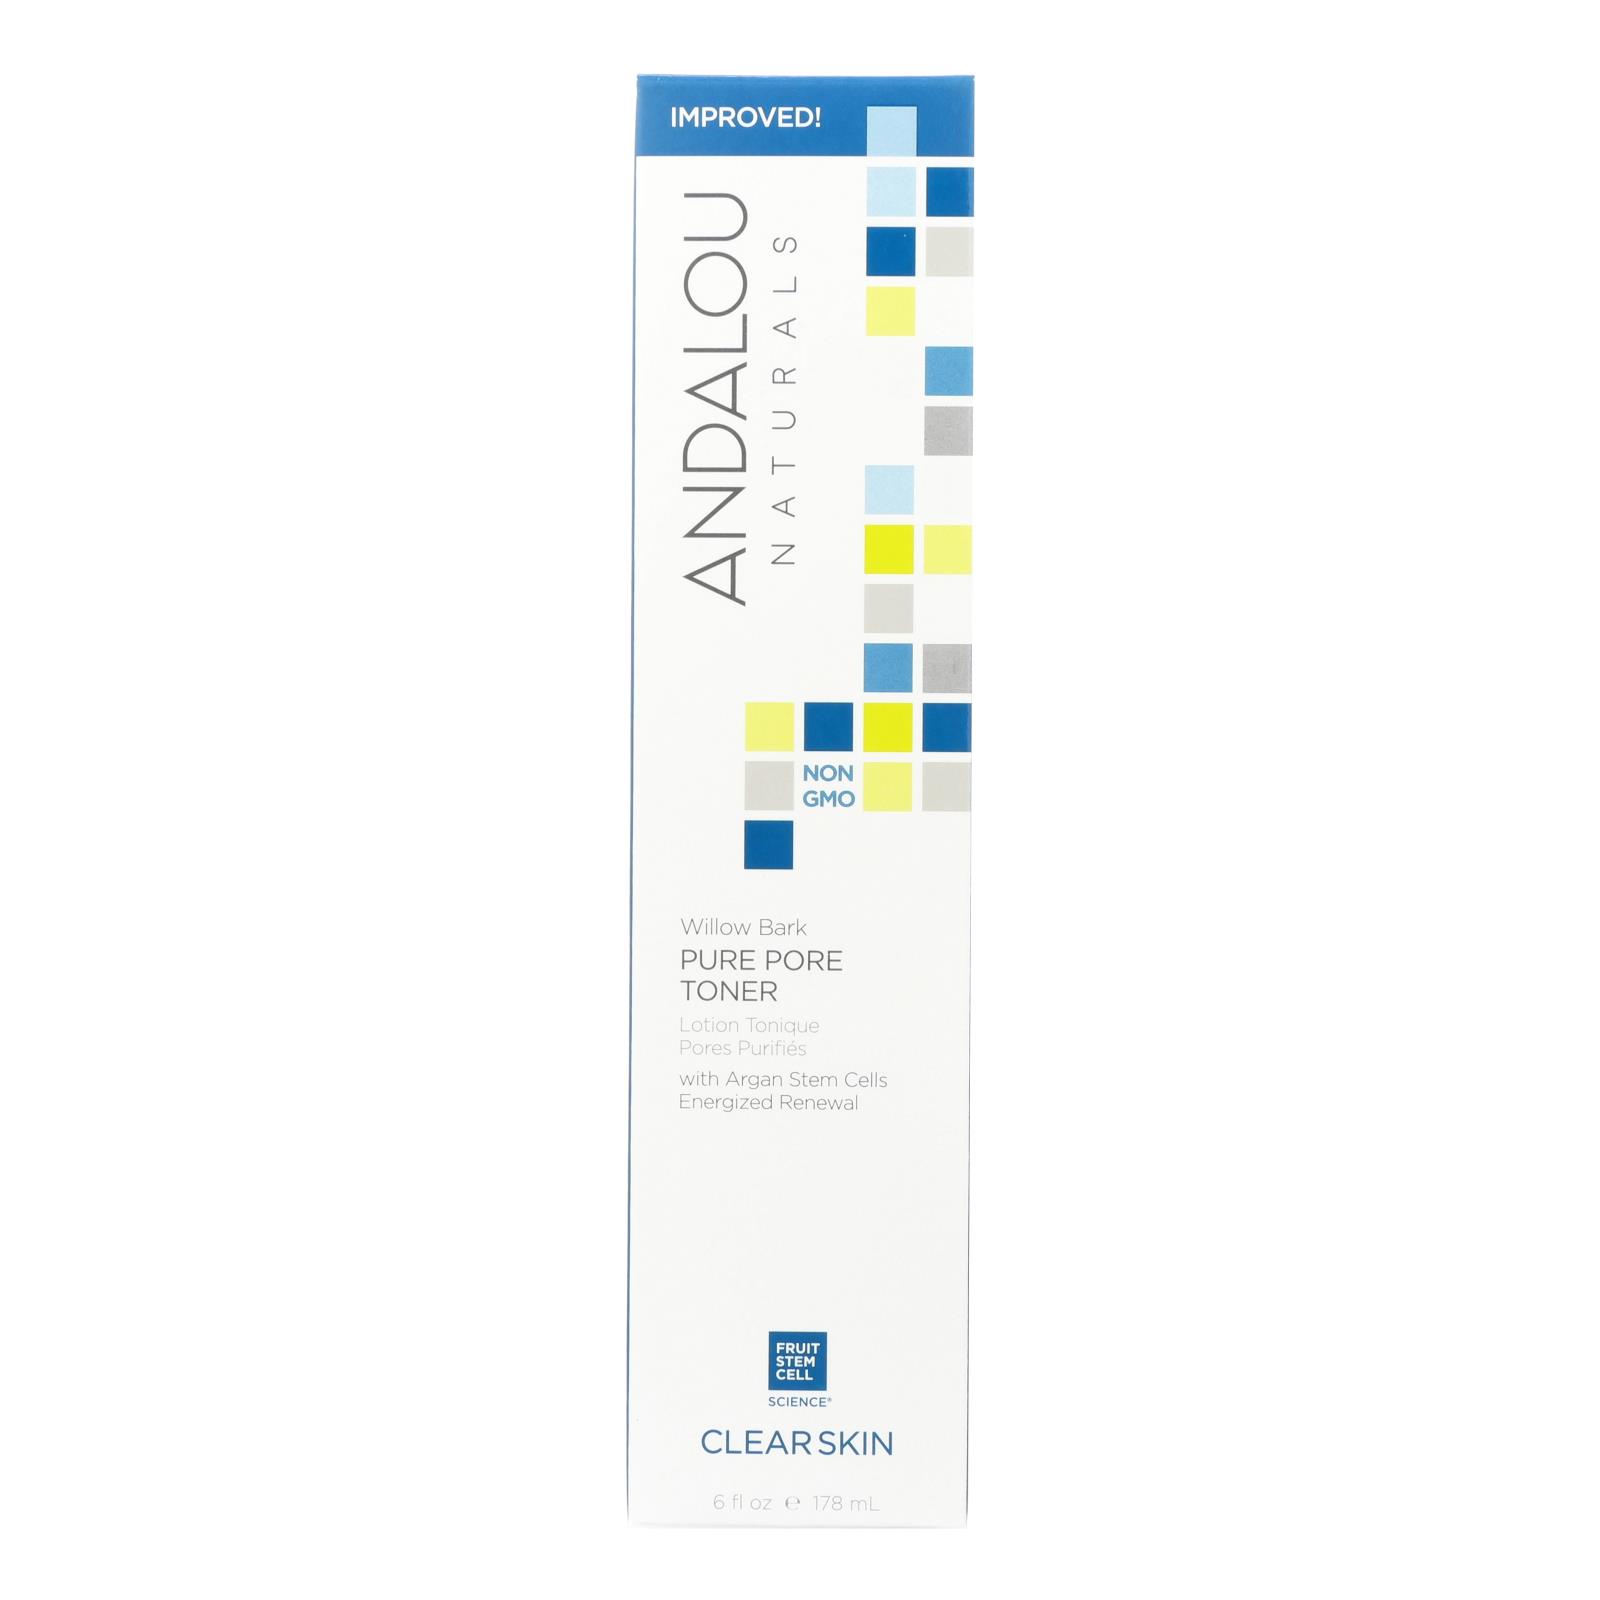 IMPROVED!
ANDALOU
NATURALS
NON
GMO
Willow Bark
PURE PORE
TONER
Lotion Tonique
Pores Purifiés
with Argan Stem Cells
Energized Renewal
FRUIT
STEM
CELL
SCIENCE®
CLEAR SKIN
6 fl oz ℮ 178 mL